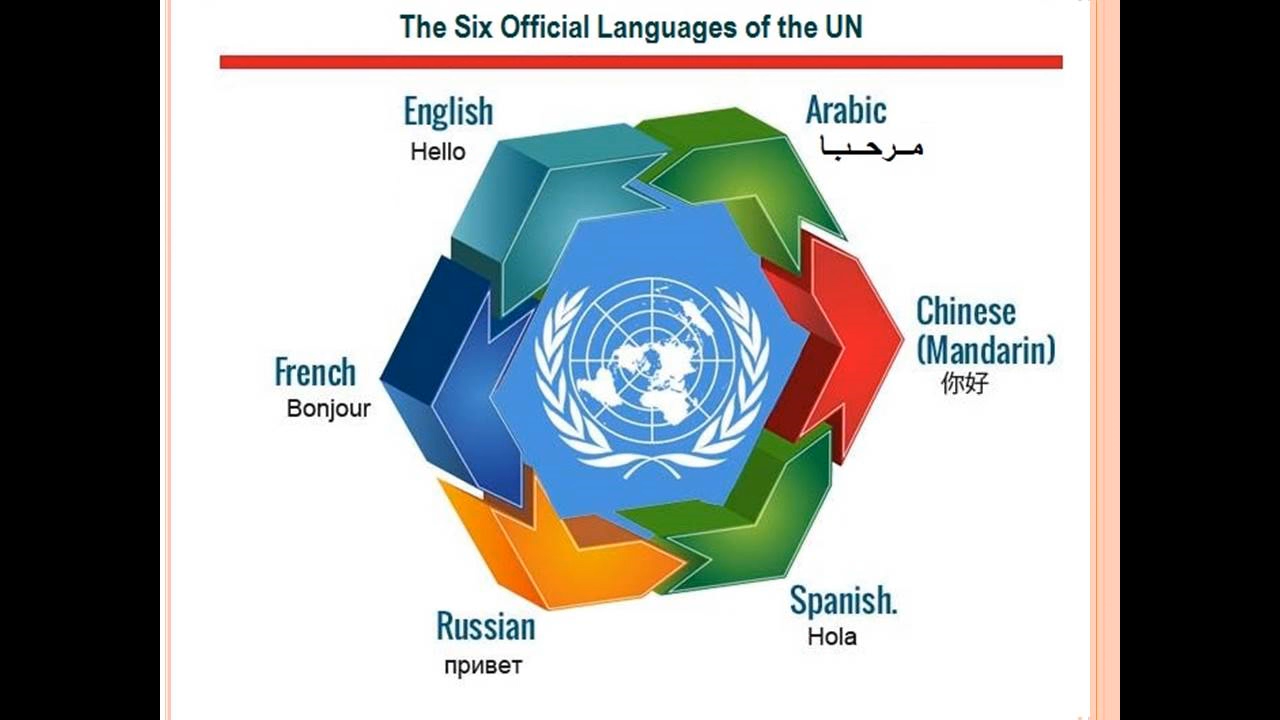 The Six Official Languages of the UN
English
Hello
Arabic
مرحبا
Chinese
(Mandarin)
你好
French
Bonjour
Spanish.
Hola
Russian
привет